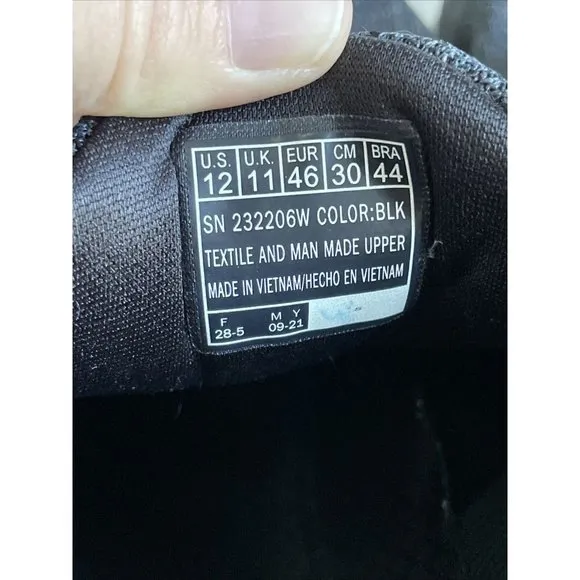 U.S. U.K. EUR CM BRA
12 11 46 30 44
SN 232206W COLOR:BLK
TEXTILE AND MAN MADE UPPER
MADE IN VIETNAM/HECHO EN VIETNAM
F M Y
28-5 09-21